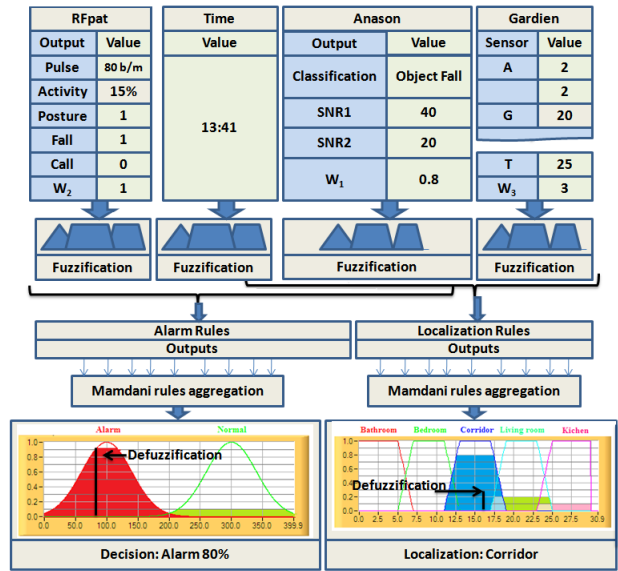 RFpat
Output Value
Pulse 80 b/m
Activity 15%
Posture 1
Fall 1
Call 0
W2 1
Time
Value
13:41
Anason
Output Value
Classification Object Fall
SNR1 40
SNR2 20
W1 0.8
Gardien
Sensor Value
A 2
2
G 20
T 25
W3 3
Fuzzification
Fuzzification
Fuzzification
Fuzzification
Alarm Rules
Outputs
Localization Rules
Outputs
Mamdani rules aggregation
Mamdani rules aggregation
Alarm Normal
1.0
0.8
0.6
0.4
0.2
0.0
Defuzzification
0.0 50.0 100.0 150.0 200.0 250.0 300.0 350.0 399.9
Decision: Alarm 80%
Bathroom Bedroom Corridor Living room Kichen
1.0
0.8
0.6
0.4
0.2
0.0
Defuzzification
0.0 2.5 5.0 7.5 10.0 12.5 15.0 17.5 20.0 22.5 25.0 27.5 30.9
Localization: Corridor